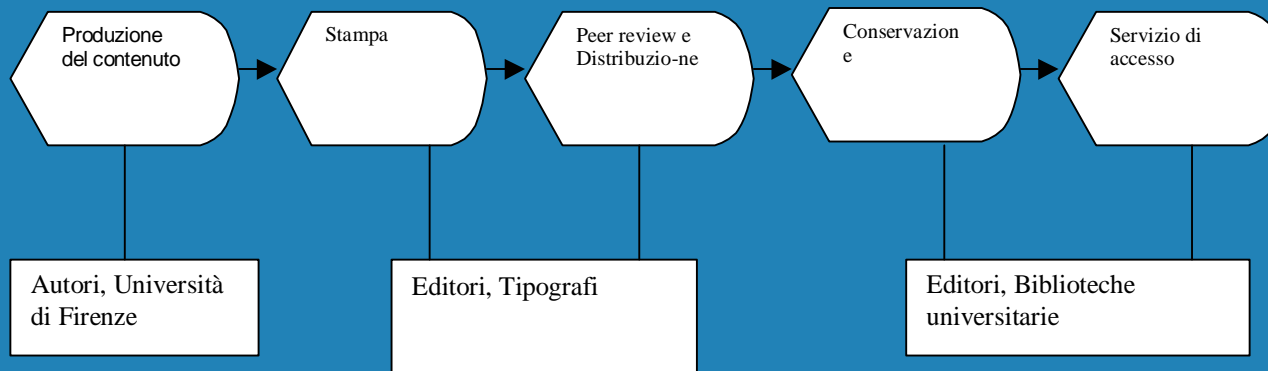 Produzione
del contenuto
Stampa
Peer review e
Distribuzio-ne
Conservazion
e
Servizio di
accesso
Autori, Università
di Firenze
Editori, Tipografi
Editori, Biblioteche
universitarie